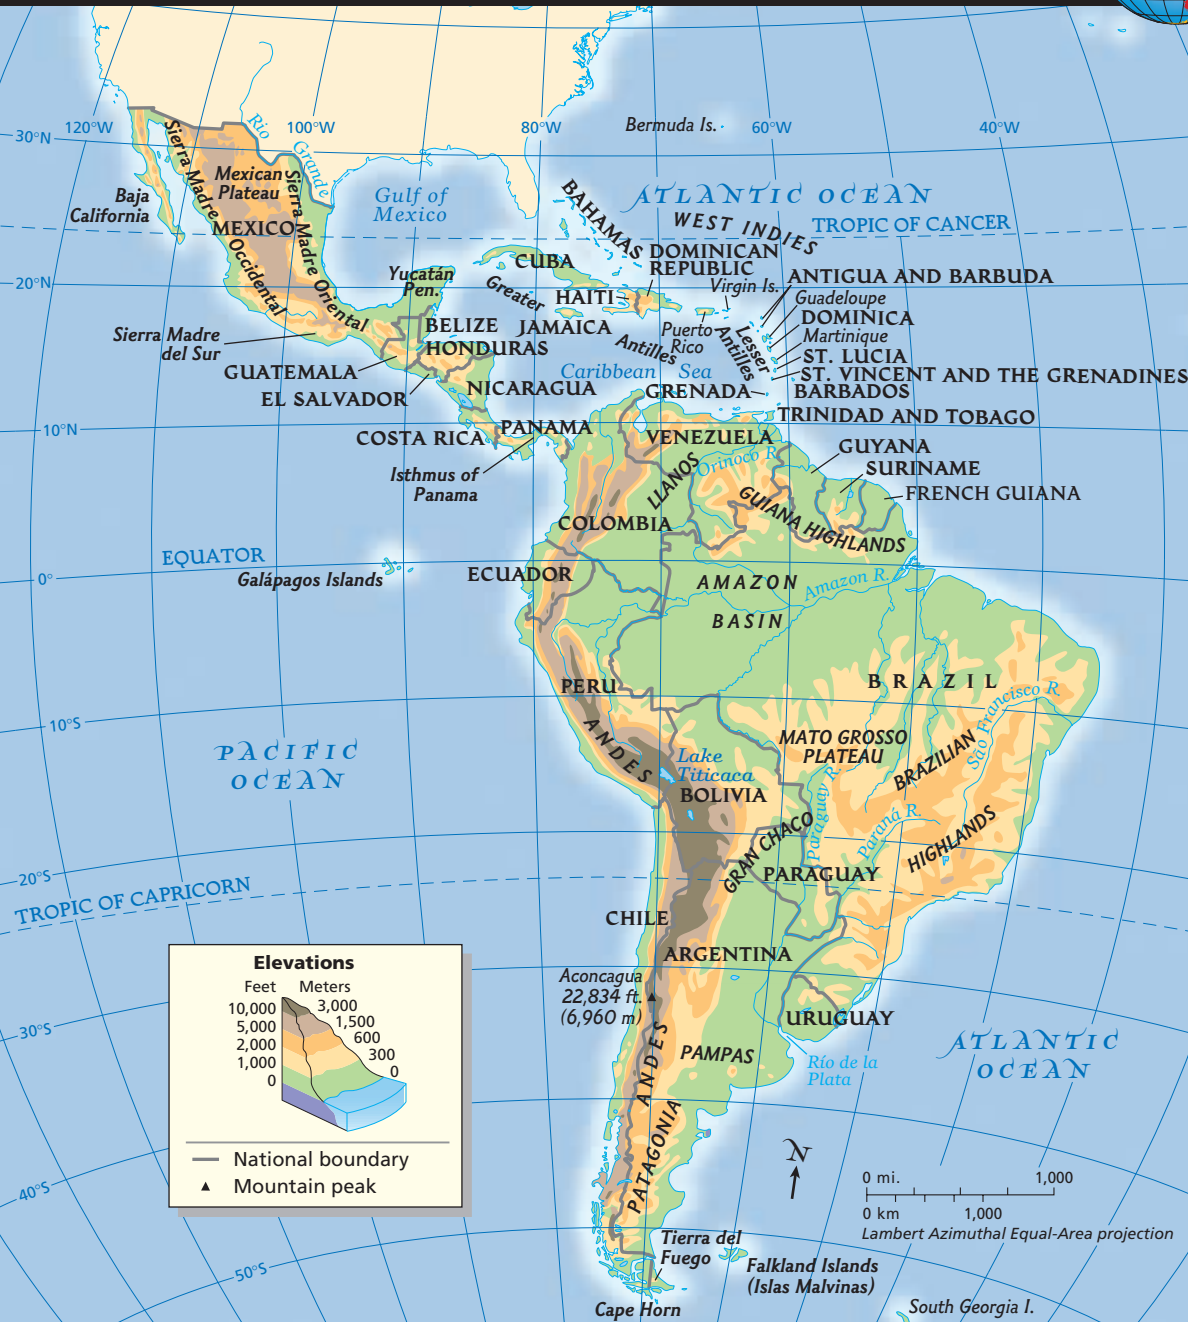 30°N
120°W
100°W
80°W
60°W
40°W
Bermuda Is.
Rio Grande
Sierra Madre Occidental
Mexican
Plateau
Sierra Madre Oriental
Baja
California
MEXICO
Gulf of
Mexico
ATLANTIC OCEAN
WEST INDIES
TROPIC OF CANCER
BAHAMAS
20°N
CUBA
DOMINICAN
REPUBLIC
Yucatán
Pen.
Greater Antilles
HAITI
Virgin Is.
ANTIGUA AND BARBUDA
Guadeloupe
DOMINICA
Martinique
ST. LUCIA
ST. VINCENT AND THE GRENADINES
BARBADOS
Puerto
Rico
Lesser
Antilles
Sierra Madre
del Sur
BELIZE
JAMAICA
HONDURAS
GUATEMALA
Caribbean Sea
EL SALVADOR
NICARAGUA
GRENADA
TRINIDAD AND TOBAGO
10°N
COSTA RICA
PANAMA
Isthmus of
Panama
VENEZUELA
Orinoco R.
LLANOS
GUYANA
SURINAME
FRENCH GUIANA
GUIANA HIGHLANDS
COLOMBIA
EQUATOR
0°
Galápagos Islands
ECUADOR
AMAZON
BASIN
Amazon R.
PERU
BRAZIL
São Francisco R.
10°S
PACIFIC
OCEAN
ANDES
Lake
Titicaca
MATO GROSSO
PLATEAU
BRAZILIAN
HIGHLANDS
BOLIVIA
Paraguay R.
Paraná R.
GRAN CHACO
PARAGUAY
20°S
TROPIC OF CAPRICORN
CHILE
ARGENTINA
Aconcagua
22,834 ft.
(6,960 m)
30°S
URUGUAY
ATLANTIC
OCEAN
ANDES
PAMPAS
Río de la
Plata
PATAGONIA
40°S
50°S
Tierra del
Fuego
Falkland Islands
(Islas Malvinas)
Cape Horn
South Georgia I.
Elevations
Feet Meters
10,000 3,000
5,000 1,500
2,000 600
1,000 300
0 0
National boundary
Mountain peak
N
0 mi. 1,000
0 km 1,000
Lambert Azimuthal Equal-Area projection